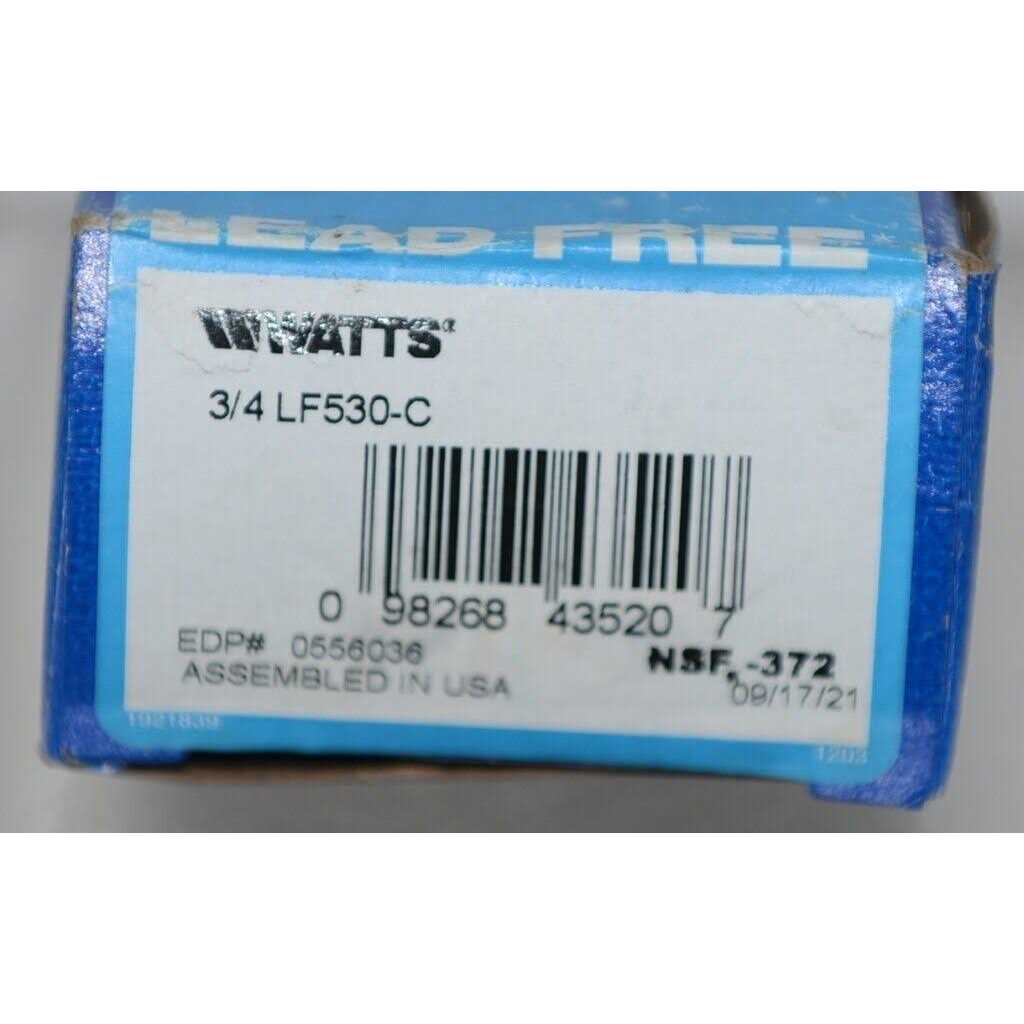 LEAD FREE
WATTS
3/4 LF530-C
0 98268 43520 7
EDP# 0556036
NSF®-372
ASSEMBLED IN USA
09/17/21
1921839
1203